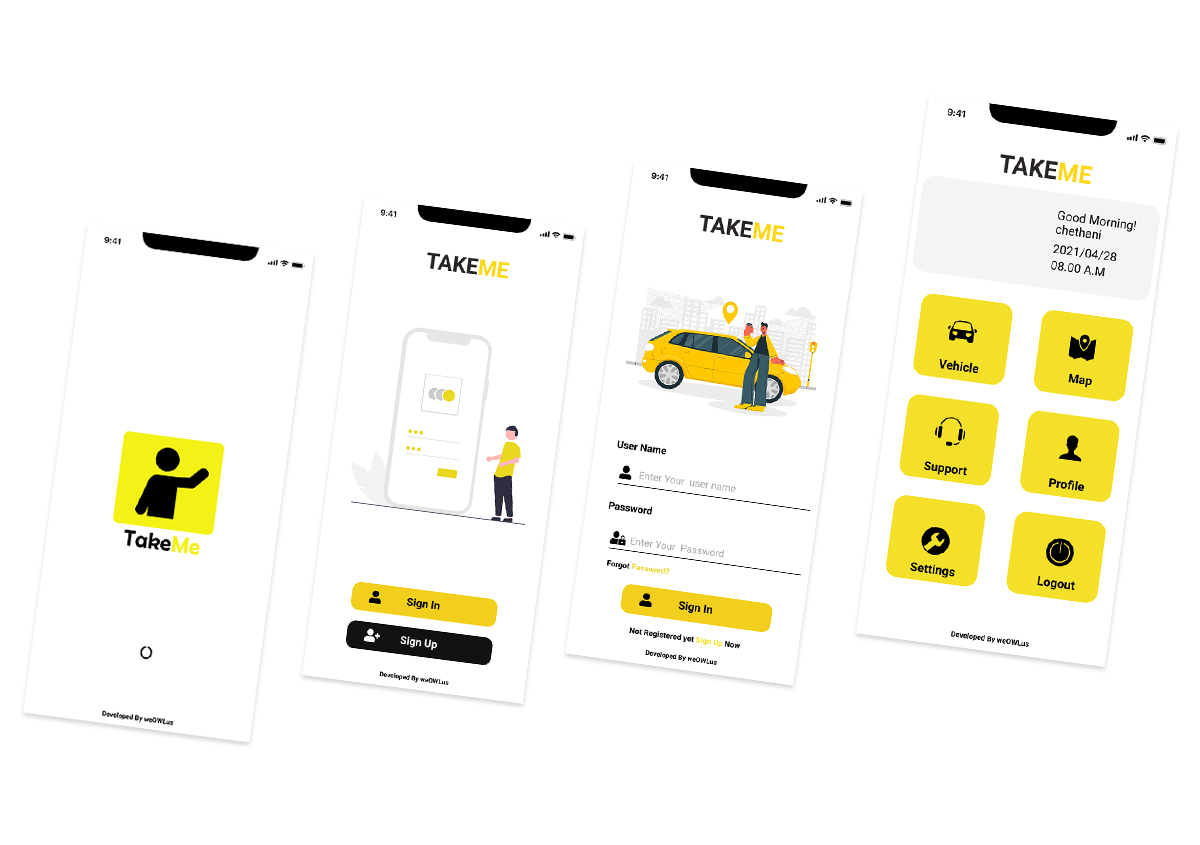 9:41
TakeMe
Developed By weOWLus
9:41
TAKEME
Sign In
Sign Up
Developed By weOWLus
9:41
TAKEME
User Name
Enter Your user name
Password
Enter Your Password
Forgot Password?
Sign In
Not Registered yet Sign Up Now
Developed By weOWLus
9:41
TAKEME
Good Morning!
chethani
2021/04/28
08.00 A.M
Vehicle
Map
Support
Profile
Settings
Logout
Developed By weOWLus